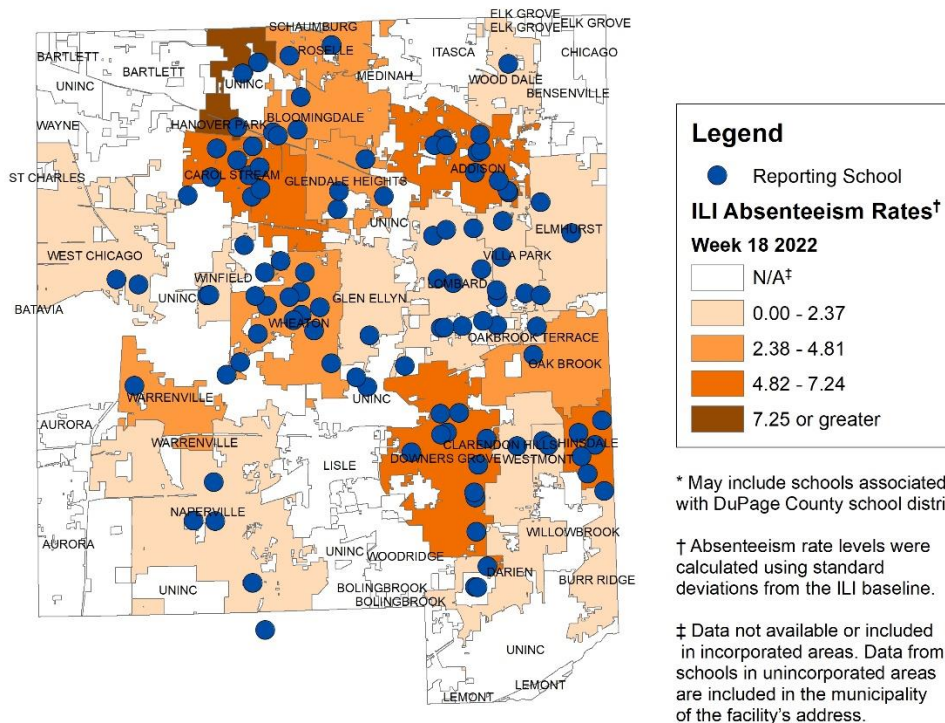 ELK GROVE
ELK GROVE
ELK GROVE
SCHAUMBURG
BARTLETT
ROSELLE
ITASCA
CHICAGO
BARTLETT
MEDINAH
UNINC
UNINC
WOOD DALE
BENSENVILLE
WAYNE
HANOVER PARK
BLOOMINGDALE
ST CHARLES
CAROL STREAM
GLENDALE HEIGHTS
ADDISON
UNINC
ELMHURST
WEST CHICAGO
VILLA PARK
WINFIELD
LOMBARD
BATAVIA
UNINC
GLEN ELLYN
WHEATON
OAKBROOK TERRACE
OAK BROOK
WARRENVILLE
UNINC
AURORA
WARRENVILLE
CLARENDON HILLS
HINSDALE
LISLE
DOWNERS GROVE
WESTMONT
NAPERVILLE
WILLOWBROOK
AURORA
UNINC
WOODRIDGE
DARIEN
UNINC
BOLINGBROOK
BOLINGBROOK
BURR RIDGE
UNINC
LEMONT
LEMONT
Legend
Reporting School
ILI Absenteeism Rates†
Week 18 2022
N/A‡
0.00 - 2.37
2.38 - 4.81
4.82 - 7.24
7.25 or greater
* May include schools associated
with DuPage County school distri
† Absenteeism rate levels were
calculated using standard
deviations from the ILI baseline.
‡ Data not available or included
in incorporated areas. Data from
schools in unincorporated areas
are included in the municipality
of the facility's address.